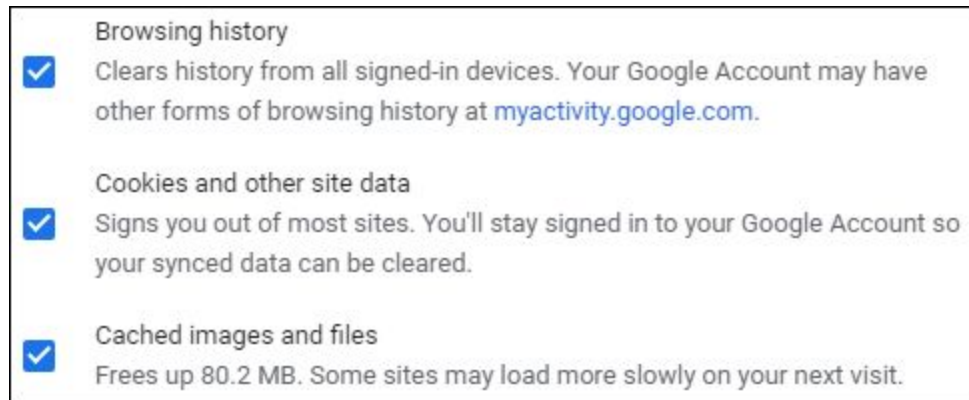 Browsing history
Clears history from all signed-in devices. Your Google Account may have
other forms of browsing history at myactivity.google.com.
Cookies and other site data
Signs you out of most sites. You'll stay signed in to your Google Account so
your synced data can be cleared.
Cached images and files
Frees up 80.2 MB. Some sites may load more slowly on your next visit.